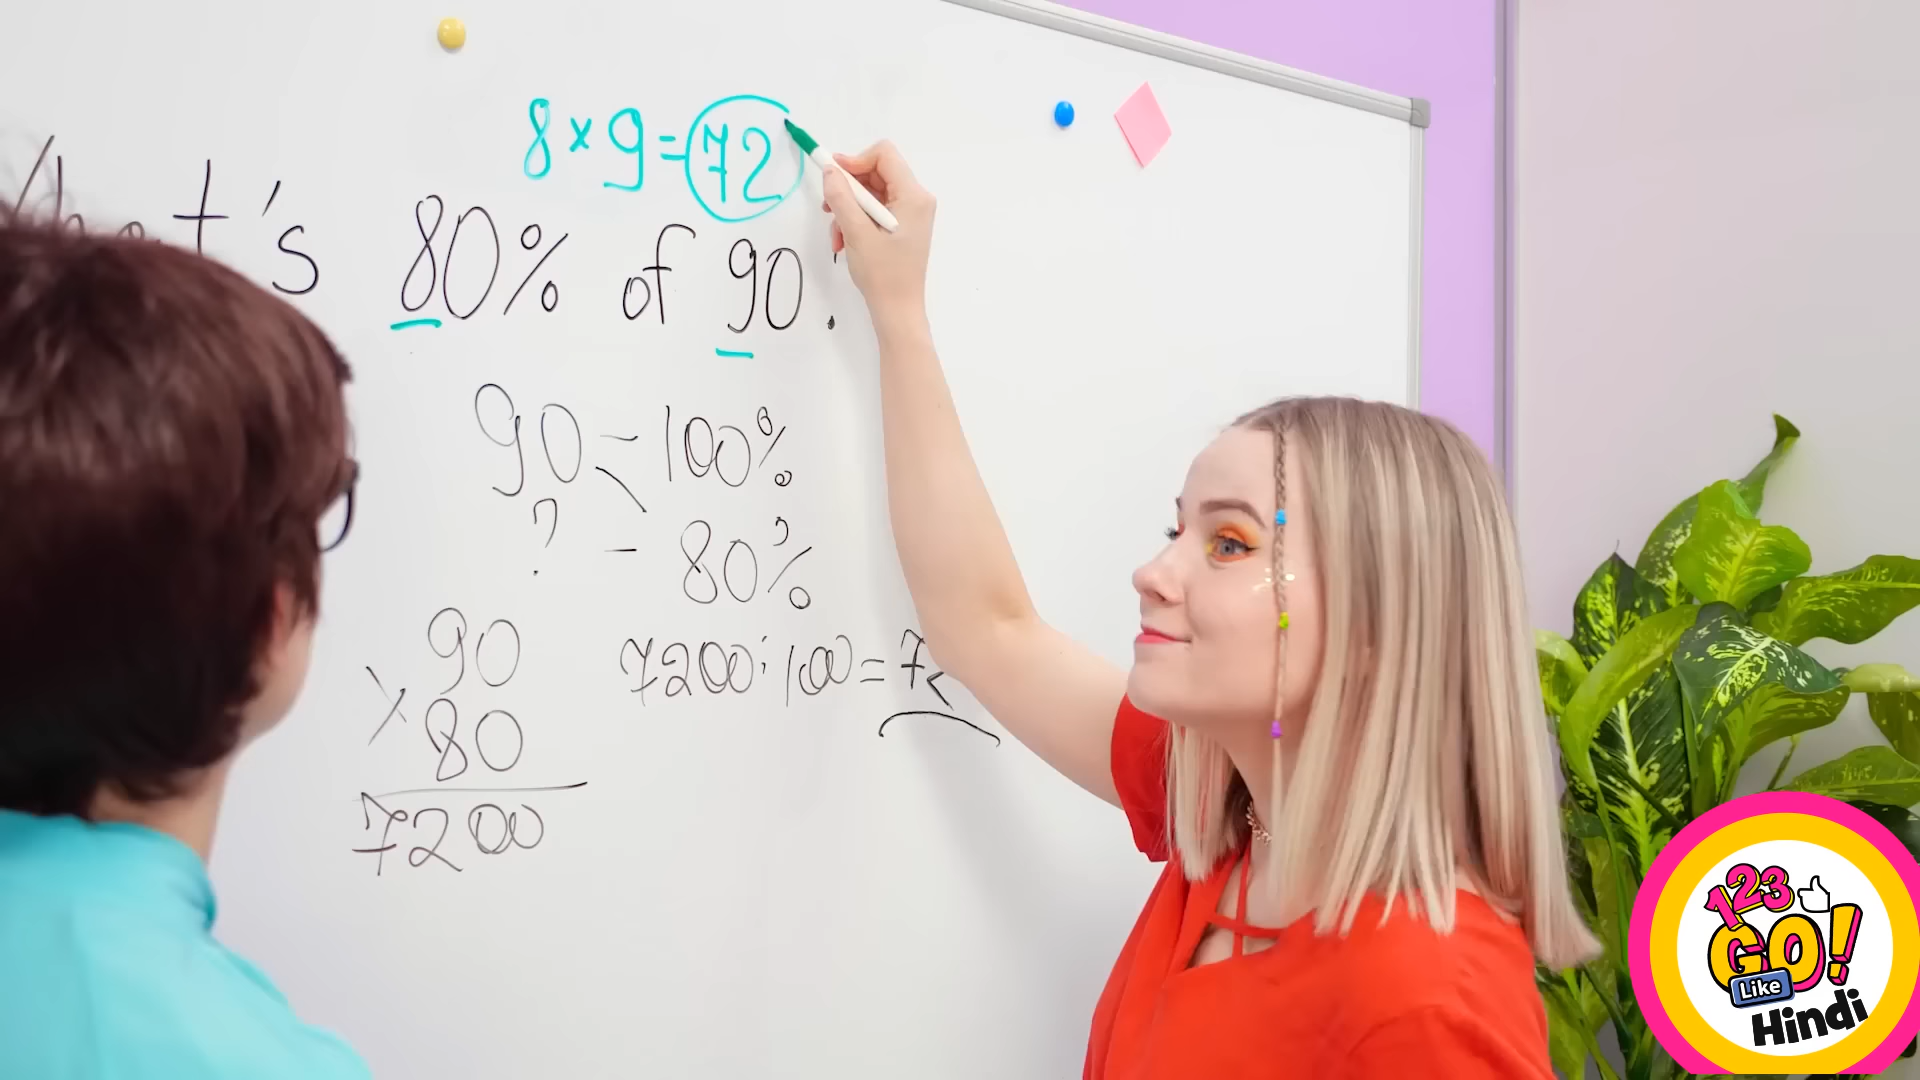 8 × 9 = 72
What's 80% of 90?
90 – 100%
? – 80%
90
× 80
7200
7200 : 100 = 72
123
GO!
Like
Hindi